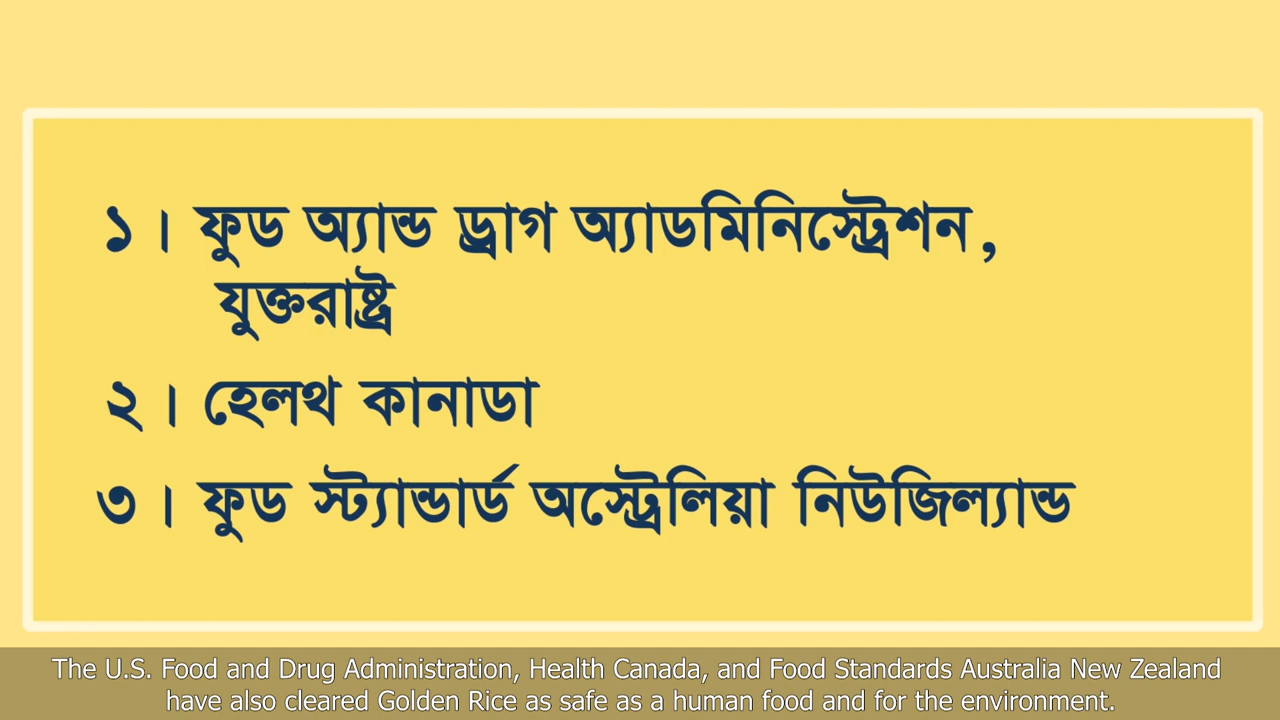 ১। ফুড অ্যান্ড ড্রাগ অ্যাডমিনিস্ট্রেশন,
যুক্তরাষ্ট্র
২। হেলথ কানাডা
৩। ফুড স্ট্যান্ডার্ড অস্ট্রেলিয়া নিউজিল্যান্ড
The U.S. Food and Drug Administration, Health Canada, and Food Standards Australia New Zealand
have also cleared Golden Rice as safe as a human food and for the environment.